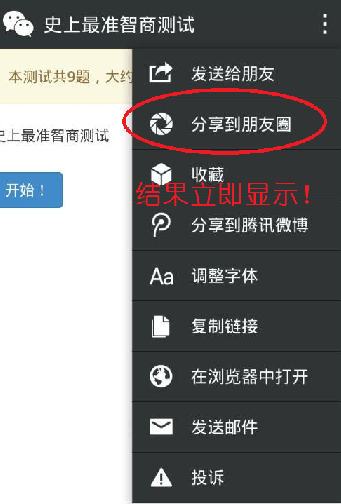 史上最准智商测试
本测试共9题，大约
史上最准智商测试
开始！
发送给朋友
分享到朋友圈
收藏
结果立即显示！
分享到腾讯微博
Aa 调整字体
复制链接
在浏览器中打开
发送邮件
投诉